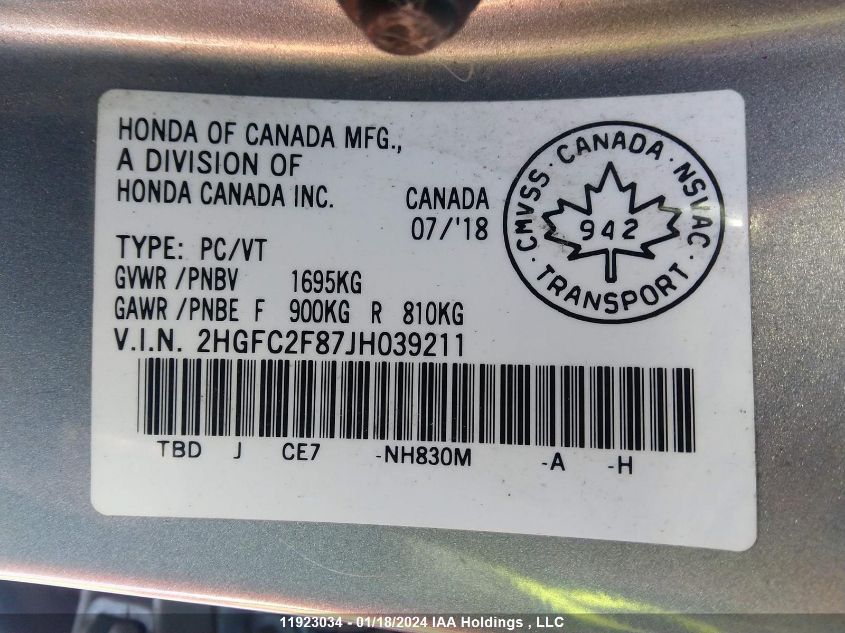 HONDA OF CANADA MFG.,
A DIVISION OF
HONDA CANADA INC.
CANADA
07/'18
TYPE: PC/VT
GVWR /PNBV 1695KG
GAWR /PNBE F 900KG R 810KG
V.I.N. 2HGFC2F87JH039211
TBD J CE7 -NH830M -A -H
CMVSS · CANADA · NSVAC · TRANSPORT ·
942
11923034 - 01/18/2024 IAA Holdings , LLC